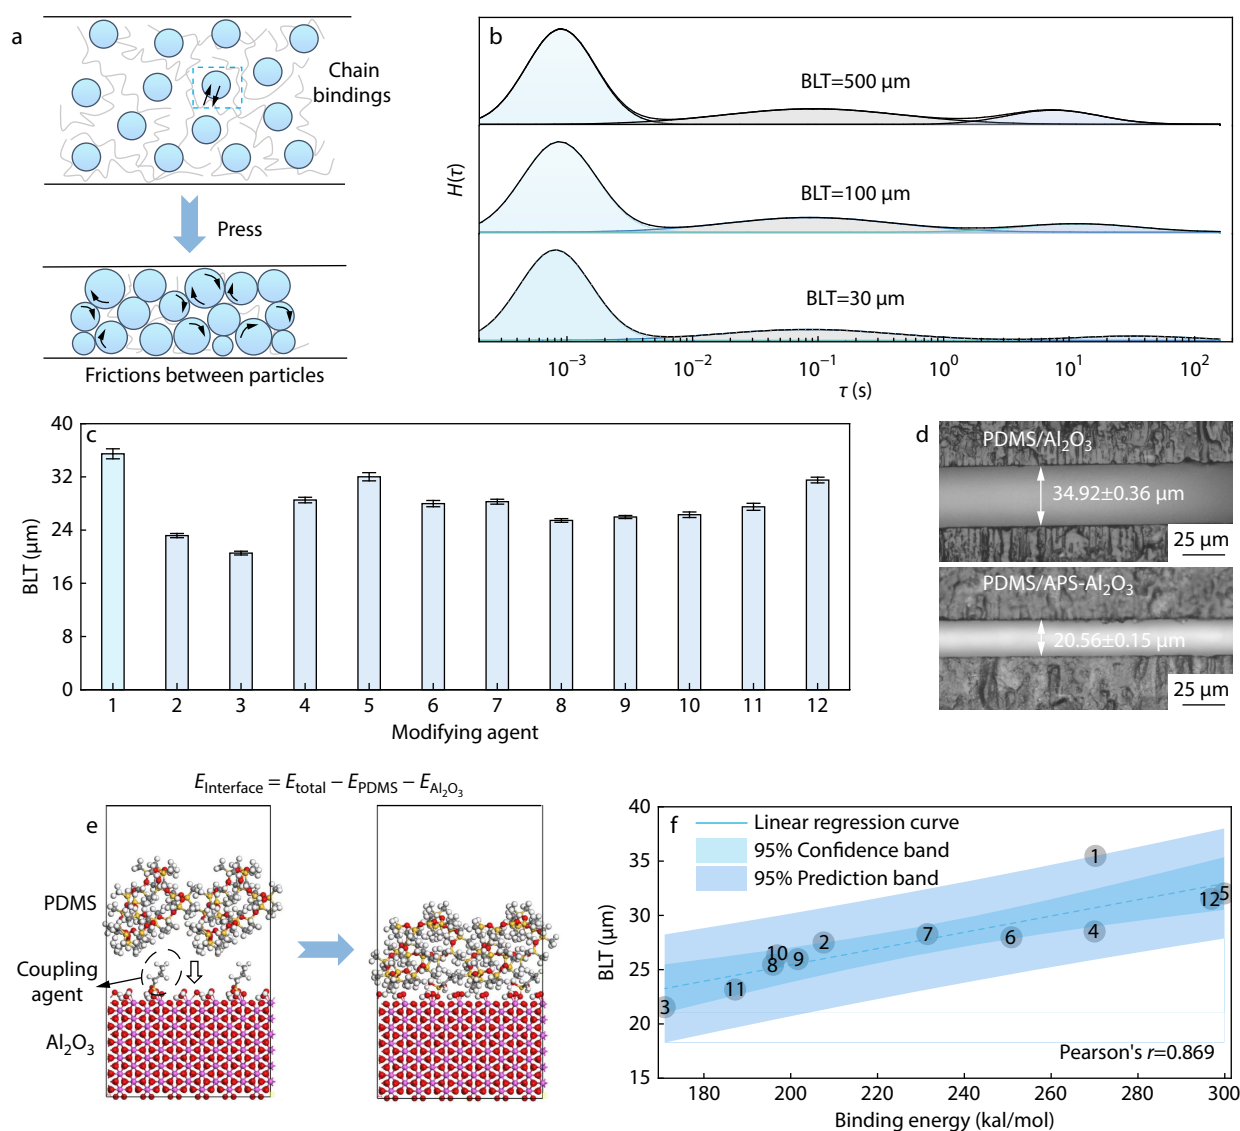 a
Chain
bindings
Press
Frictions between particles
b
H(τ)
BLT=500 μm
BLT=100 μm
BLT=30 μm
10⁻³ 10⁻² 10⁻¹ 10⁰ 10¹ 10²
τ (s)
c
BLT (μm)
40
32
24
16
8
0
1 2 3 4 5 6 7 8 9 10 11 12
Modifying agent
d
PDMS/Al₂O₃
34.92±0.36 μm
25 μm
PDMS/APS-Al₂O₃
20.56±0.15 μm
25 μm
E_Interface = E_total − E_PDMS − E_Al₂O₃
e
PDMS
Coupling
agent
Al₂O₃
f
BLT (μm)
40
35
30
25
20
15
Linear regression curve
95% Confidence band
95% Prediction band
1
5
12
4
6
7
2
10
9
8
11
3
Pearson's r=0.869
180 200 220 240 260 280 300
Binding energy (kal/mol)